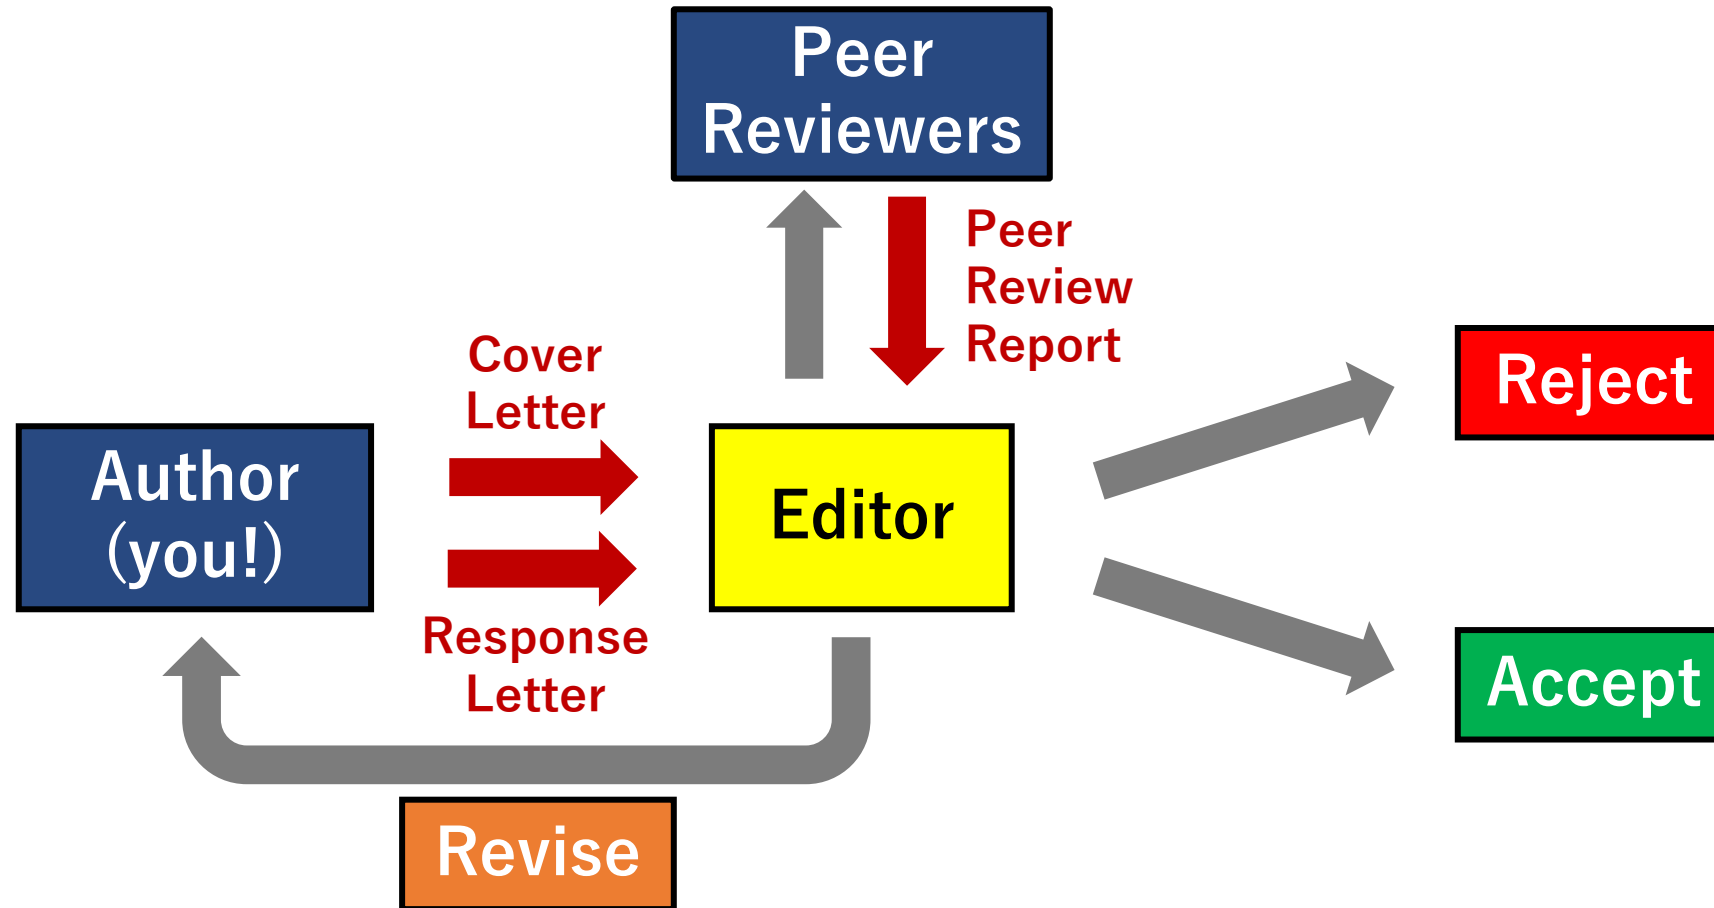 Peer
Reviewers
Peer
Review
Report
Cover
Letter
Author
(you!)
Response
Letter
Editor
Reject
Accept
Revise